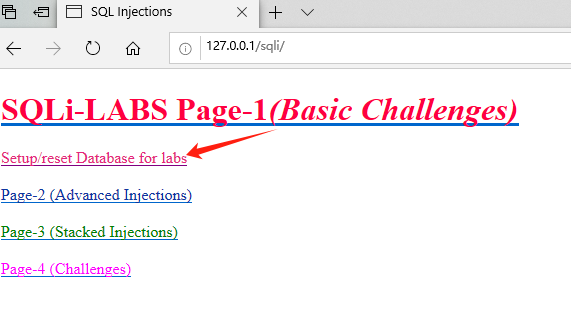 SQL Injections
127.0.0.1/sqli/
SQLi-LABS Page-1(Basic Challenges)
Setup/reset Database for labs
Page-2 (Advanced Injections)
Page-3 (Stacked Injections)
Page-4 (Challenges)